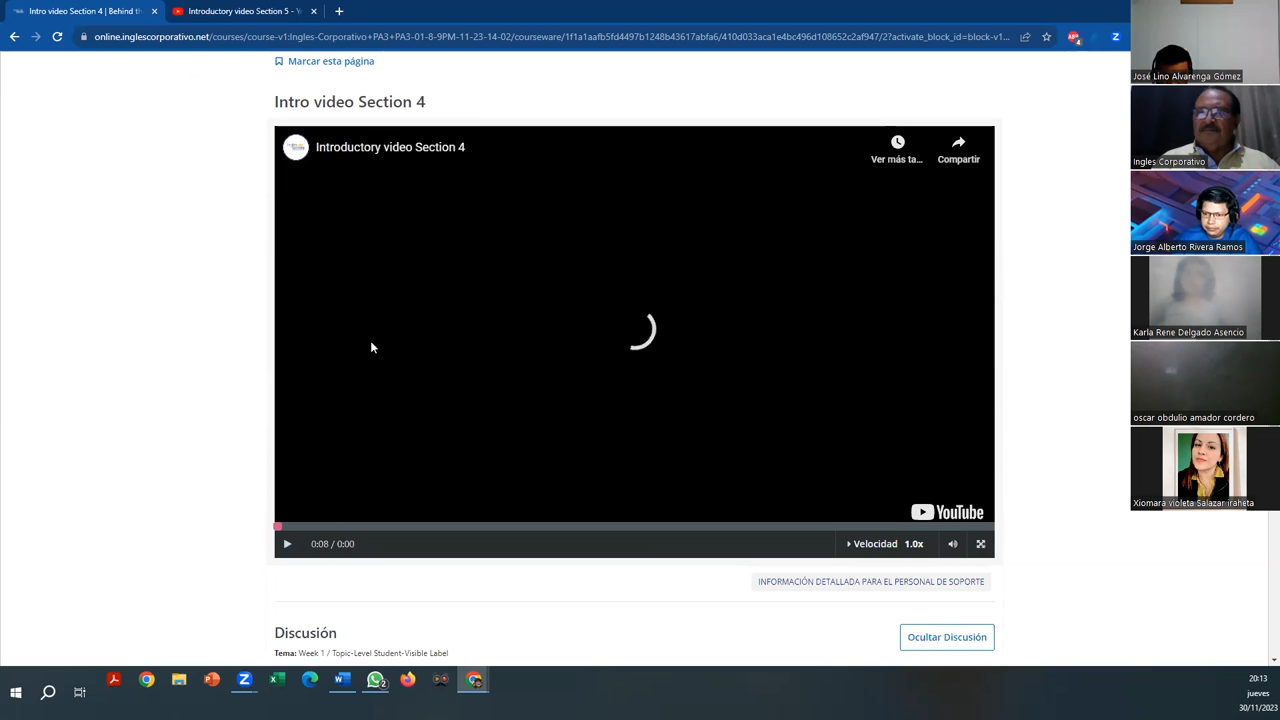 Intro video Section 4 | Behind th
Introductory video Section 5 - Y
online.inglescorporativo.net/courses/course-v1:Ingles-Corporativo+PA3+PA3-01-8-9PM-11-23-14-02/courseware/1f1a1aafb5fd4497b1248b43617abfa6/410d033aca1e4bc496d108652c2af947/2?activate_block_id=block-v1...
Marcar esta página
Intro video Section 4
Introductory video Section 4
Ver más ta...
Compartir
YouTube
0:08 / 0:00
Velocidad 1.0x
INFORMACIÓN DETALLADA PARA EL PERSONAL DE SOPORTE
Discusión
Tema: Week 1 / Topic-Level Student-Visible Label
Ocultar Discusión
José Lino Alvarenga Gómez
Ingles Corporativo
Jorge Alberto Rivera Ramos
Karla Rene Delgado Asencio
oscar obdulio amador cordero
Xiomara violeta Salazar iraheta
20:13
jueves
30/11/2023